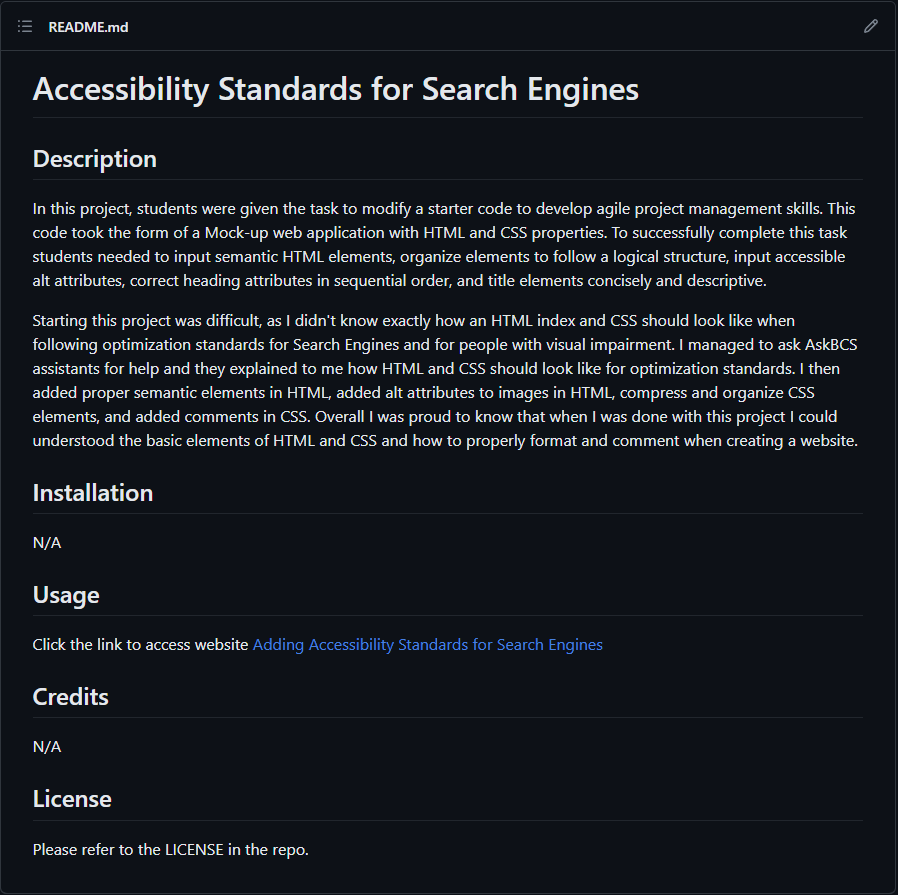 README.md
Accessibility Standards for Search Engines
Description
In this project, students were given the task to modify a starter code to develop agile project management skills. This
code took the form of a Mock-up web application with HTML and CSS properties. To successfully complete this task
students needed to input semantic HTML elements, organize elements to follow a logical structure, input accessible
alt attributes, correct heading attributes in sequential order, and title elements concisely and descriptive.
Starting this project was difficult, as I didn't know exactly how an HTML index and CSS should look like when
following optimization standards for Search Engines and for people with visual impairment. I managed to ask AskBCS
assistants for help and they explained to me how HTML and CSS should look like for optimization standards. I then
added proper semantic elements in HTML, added alt attributes to images in HTML, compress and organize CSS
elements, and added comments in CSS. Overall I was proud to know that when I was done with this project I could
understood the basic elements of HTML and CSS and how to properly format and comment when creating a website.
Installation
N/A
Usage
Click the link to access website Adding Accessibility Standards for Search Engines
Credits
N/A
License
Please refer to the LICENSE in the repo.